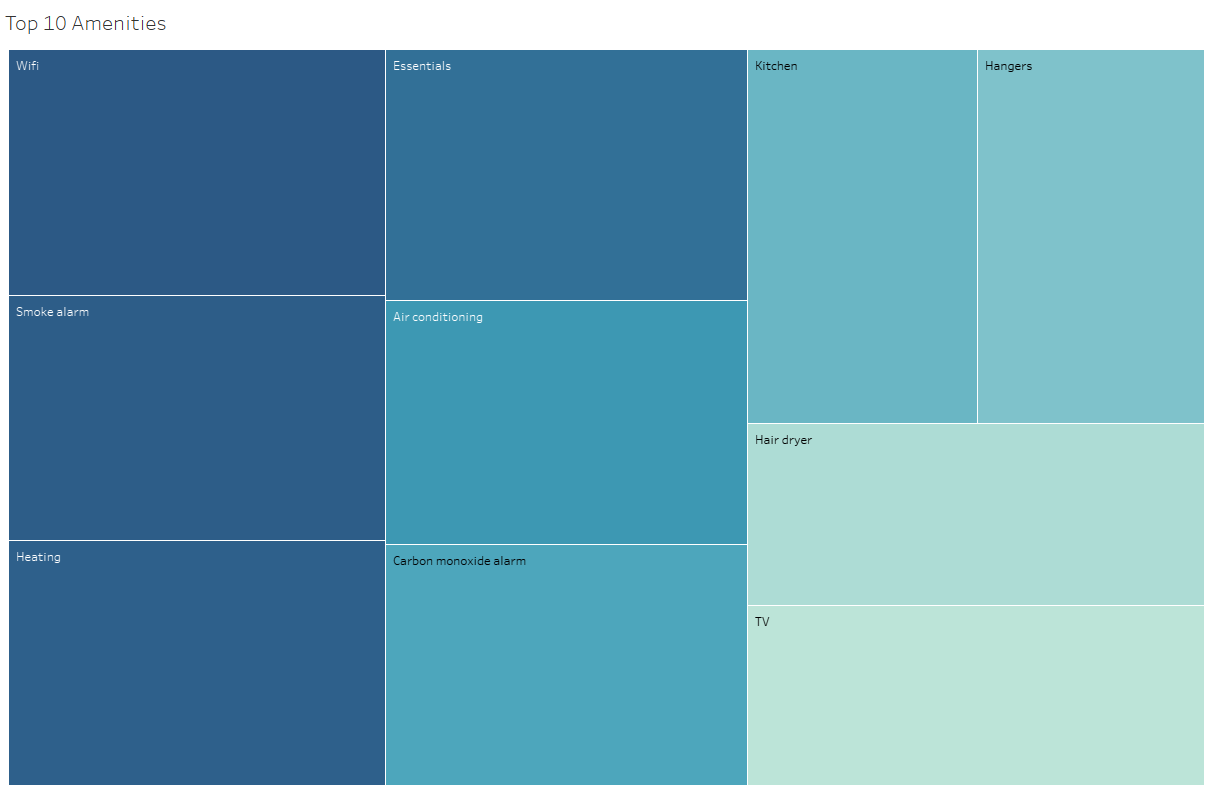 Top 10 Amenities
Wifi
Smoke alarm
Heating
Essentials
Air conditioning
Carbon monoxide alarm
Kitchen
Hangers
Hair dryer
TV